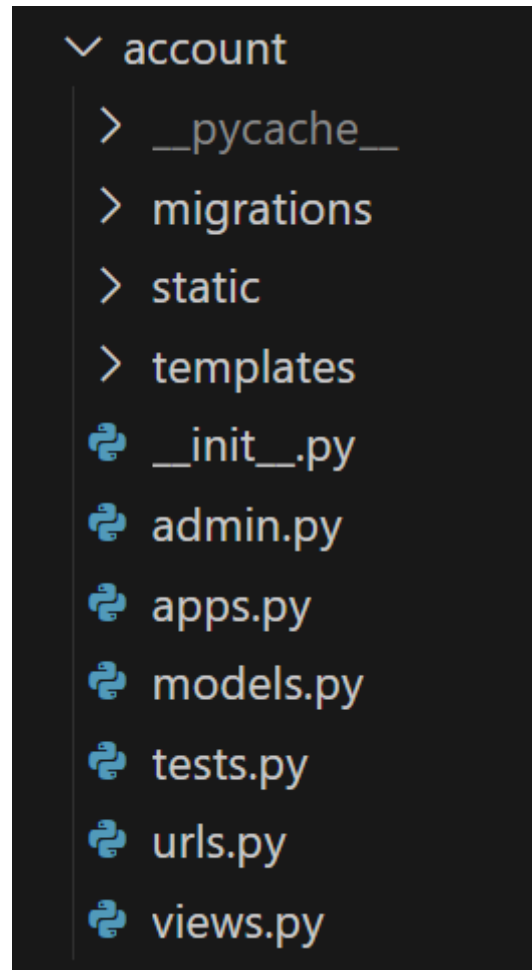 account
__pycache__
migrations
static
templates
__init__.py
admin.py
apps.py
models.py
tests.py
urls.py
views.py